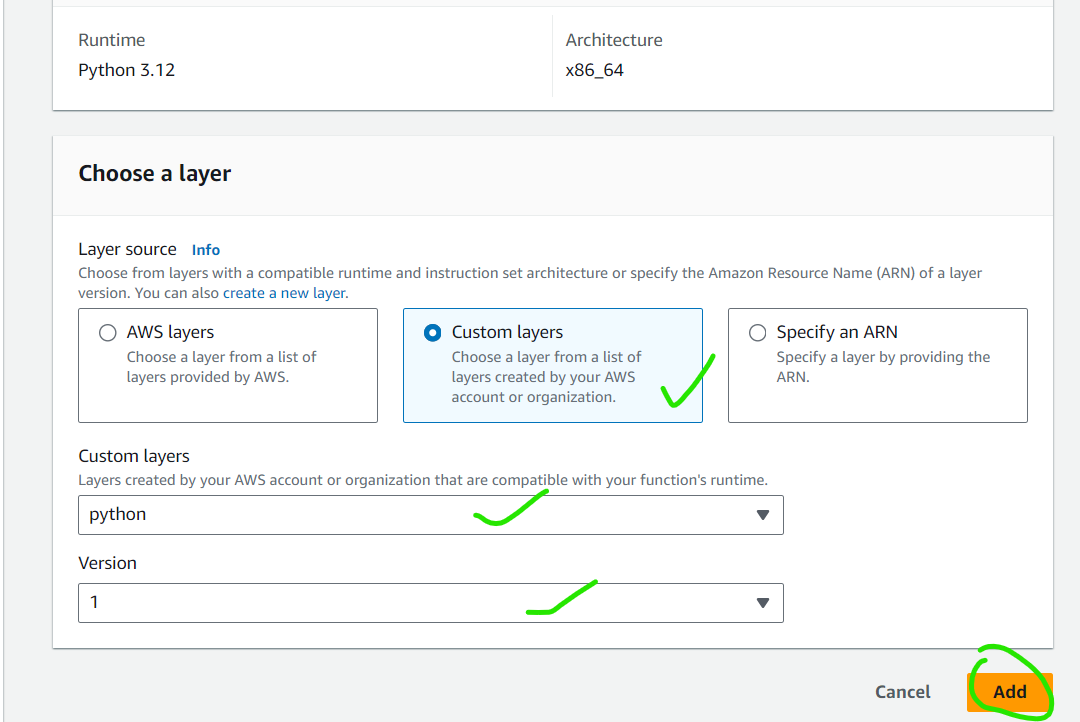 Runtime
Architecture
Python 3.12
x86_64
Choose a layer
Layer source Info
Choose from layers with a compatible runtime and instruction set architecture or specify the Amazon Resource Name (ARN) of a layer
version. You can also create a new layer.
AWS layers
Choose a layer from a list of
layers provided by AWS.
Custom layers
Choose a layer from a list of
layers created by your AWS
account or organization.
Specify an ARN
Specify a layer by providing the
ARN.
Custom layers
Layers created by your AWS account or organization that are compatible with your function's runtime.
python
Version
1
Cancel
Add